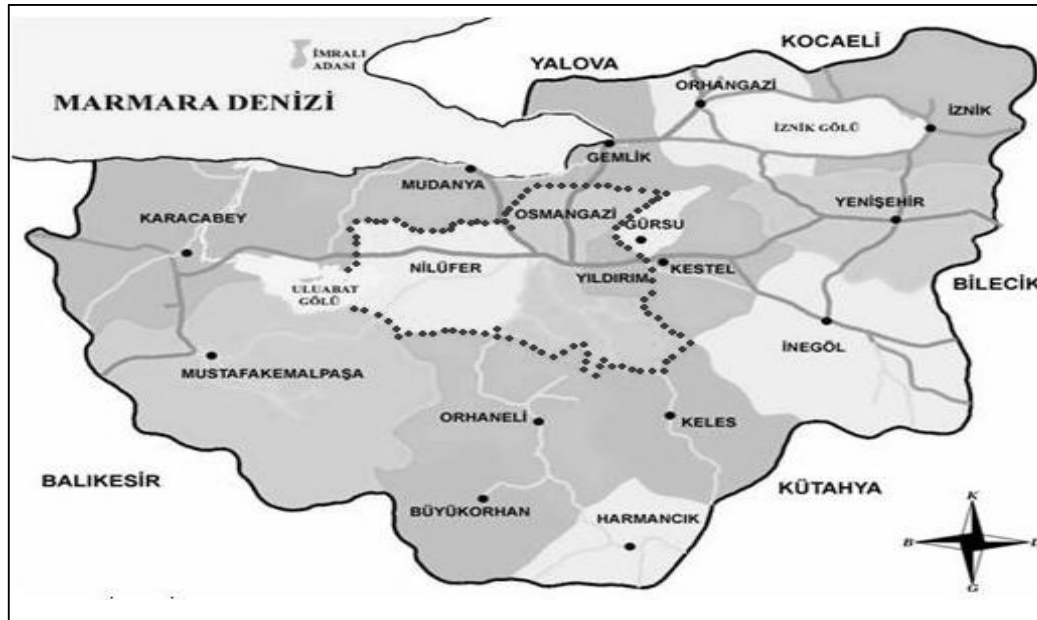 KOCAELİ
YALOVA
İMRALI
ADASI
ORHANGAZİ
MARMARA DENİZİ
İZNİK
İZNİK GÖLÜ
GEMLİK
MUDANYA
OSMANGAZİ
YENİŞEHİR
KARACABEY
GÜRSU
NİLÜFER
YILDIRIM
KESTEL
ULUABAT
GÖLÜ
BİLECİK
İNEGÖL
MUSTAFAKEMALPAŞA
ORHANELİ
KELES
BALIKESİR
KÜTAHYA
BÜYÜKORHAN
HARMANCIK
K
B
G